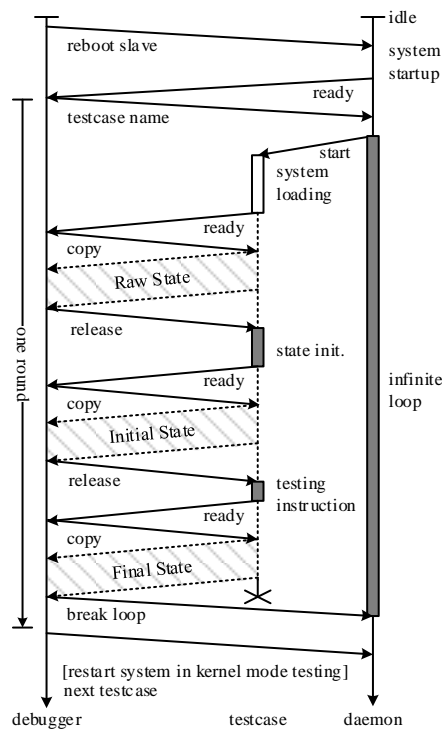 idle
reboot slave
system
startup
ready
testcase name
start
system
loading
ready
copy
Raw State
release
state init.
one round
ready
infinite
loop
copy
Initial State
release
testing
instruction
ready
copy
Final State
break loop
[restart system in kernel mode testing]
next testcase
debugger testcase daemon